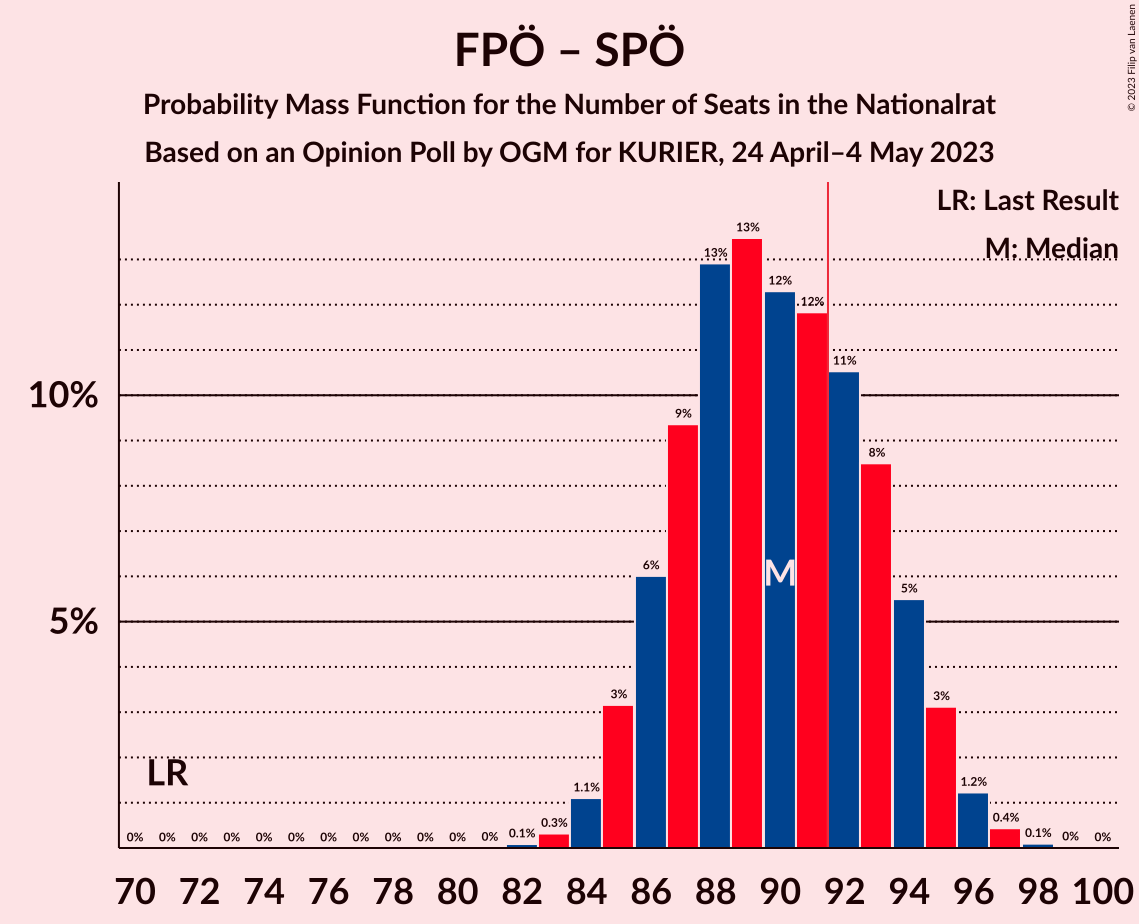 FPÖ – SPÖ
Probability Mass Function for the Number of Seats in the Nationalrat
Based on an Opinion Poll by OGM for KURIER, 24 April–4 May 2023
© 2023 Filip van Laenen
LR: Last Result
M: Median
10%
5%
LR
M
0% 0% 0% 0% 0% 0% 0% 0% 0% 0% 0% 0% 0.1% 0.3% 1.1% 3% 6% 9% 13% 13% 12% 12% 11% 8% 5% 3% 1.2% 0.4% 0.1% 0% 0%
70 72 74 76 78 80 82 84 86 88 90 92 94 96 98 100